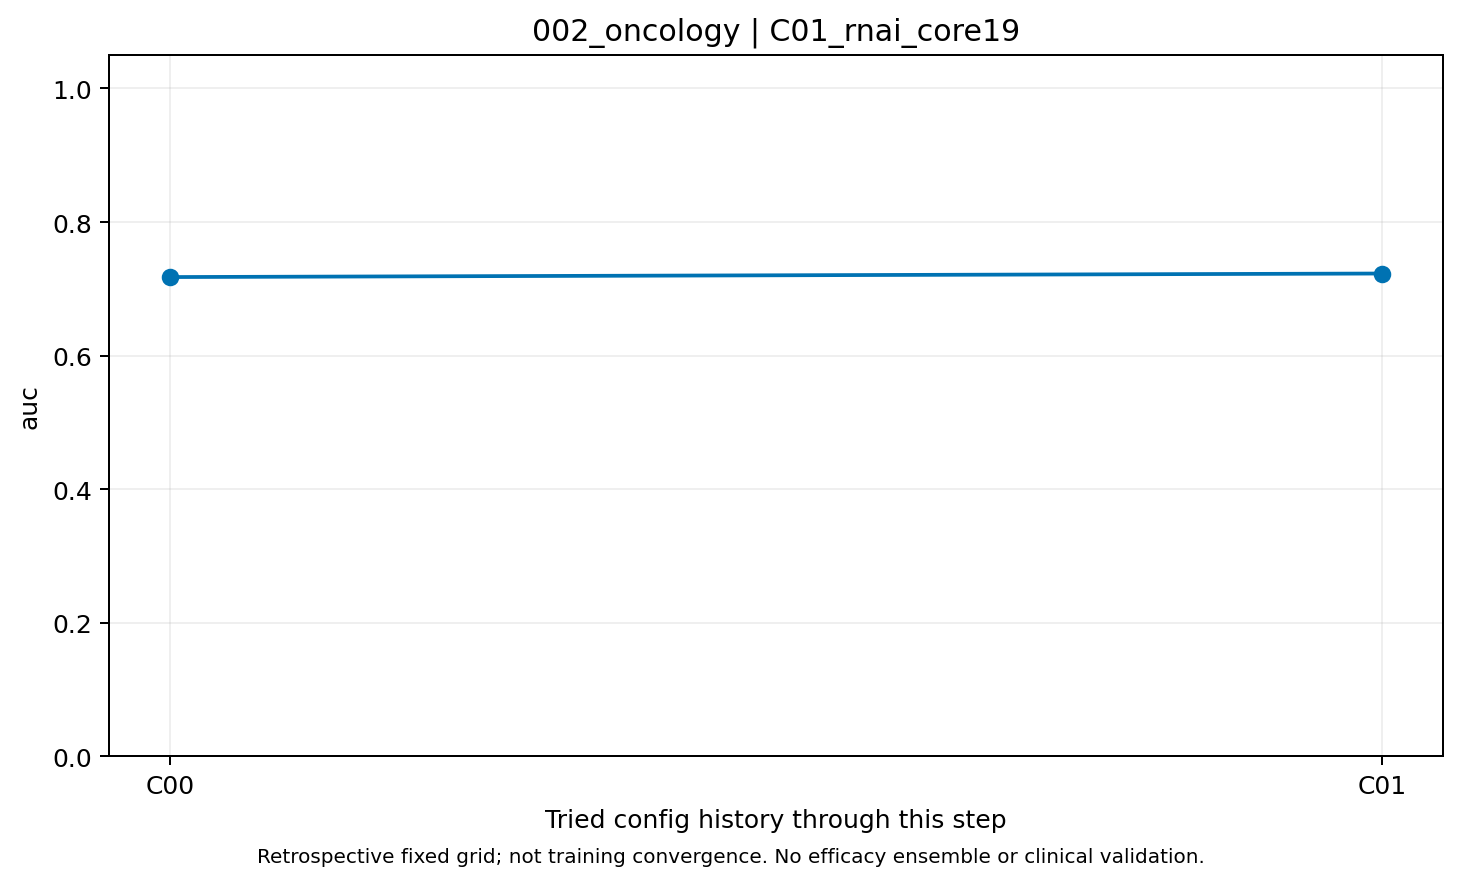 002_oncology | C01_rnai_core19
1.0
0.8
0.6
0.4
0.2
0.0
auc
C00 C01
Tried config history through this step
Retrospective fixed grid; not training convergence. No efficacy ensemble or clinical validation.